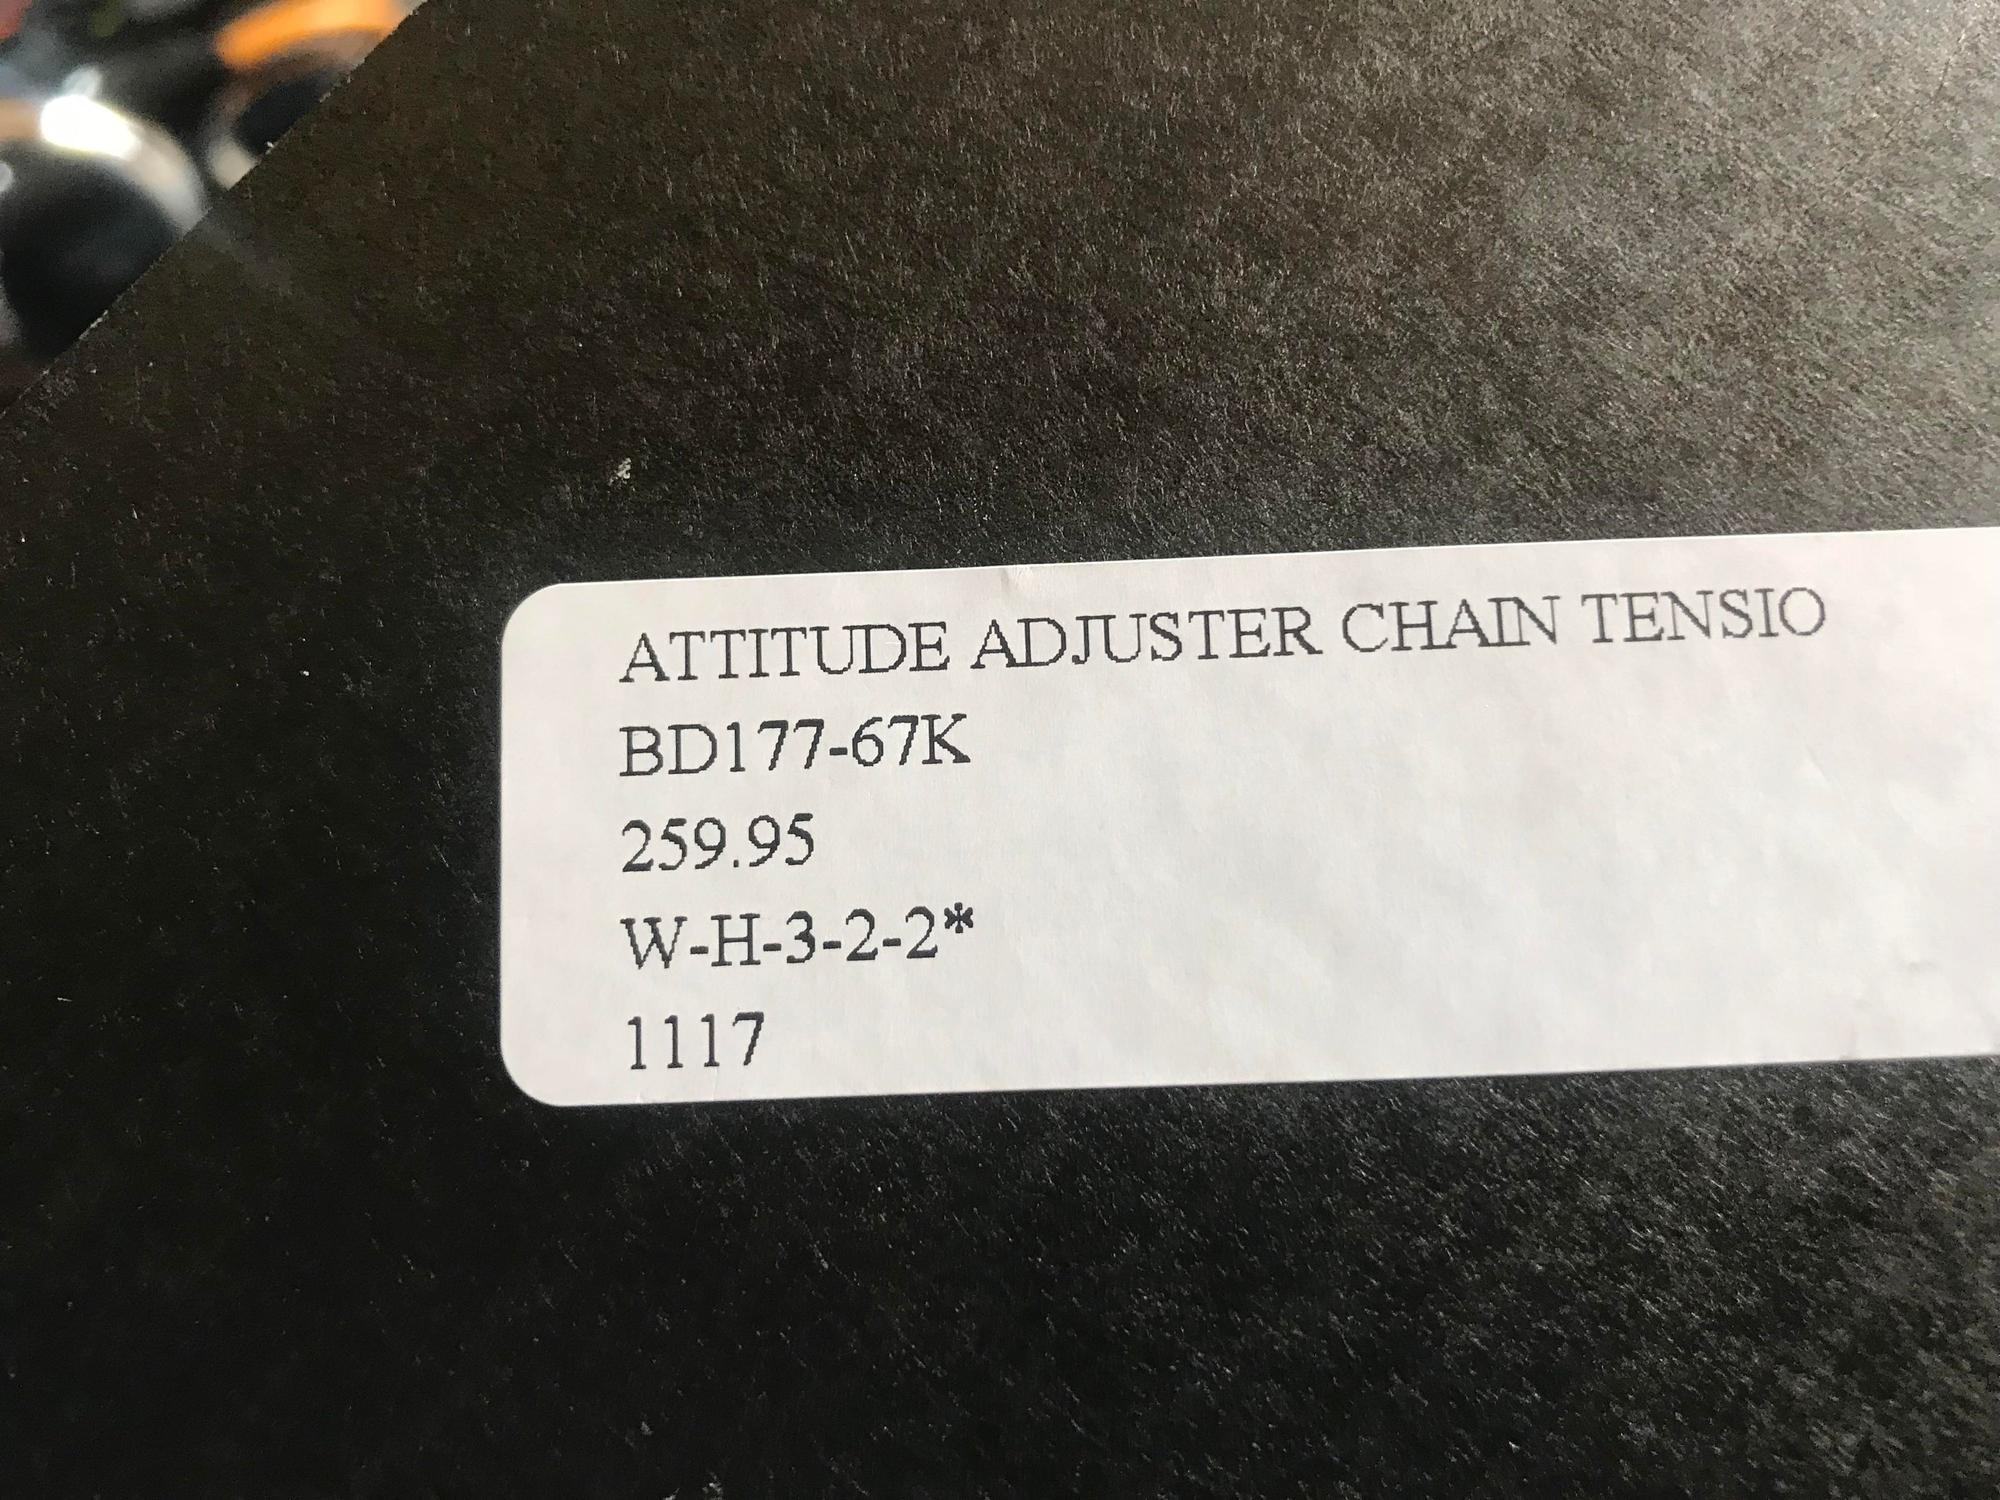 ATTITUDE ADJUSTER CHAIN TENSIO
BD177-67K
259.95
W-H-3-2-2*
1117